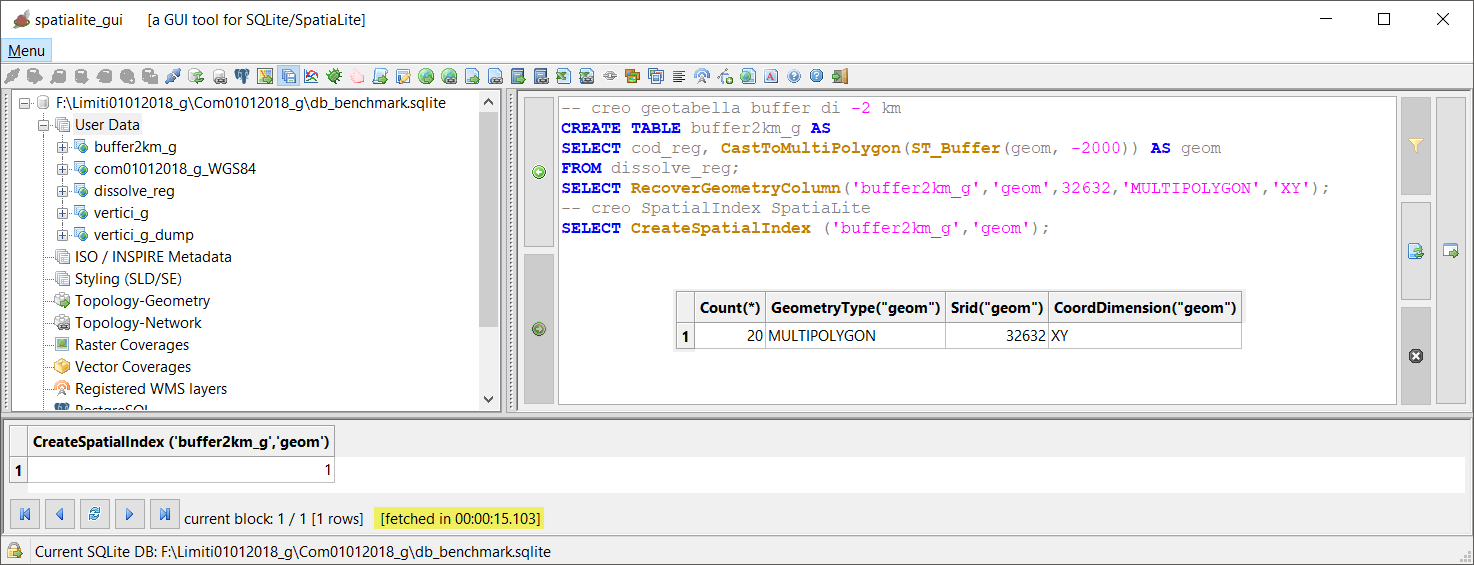 spatialite_gui [a GUI tool for SQLite/SpatiaLite]
Menu
F:\Limiti01012018_g\Com01012018_g\db_benchmark.sqlite
User Data
buffer2km_g
com01012018_g_WGS84
dissolve_reg
vertici_g
vertici_g_dump
ISO / INSPIRE Metadata
Styling (SLD/SE)
Topology-Geometry
Topology-Network
Raster Coverages
Vector Coverages
Registered WMS layers
PostgreSQL
-- creo geotabella buffer di -2 km
CREATE TABLE buffer2km_g AS
SELECT cod_reg, CastToMultiPolygon(ST_Buffer(geom, -2000)) AS geom
FROM dissolve_reg;
SELECT RecoverGeometryColumn('buffer2km_g','geom',32632,'MULTIPOLYGON','XY');
-- creo SpatialIndex SpatiaLite
SELECT CreateSpatialIndex ('buffer2km_g','geom');
Count(*) GeometryType("geom") Srid("geom") CoordDimension("geom")
1 20 MULTIPOLYGON 32632 XY
CreateSpatialIndex ('buffer2km_g','geom')
1 1
current block: 1 / 1 [1 rows] [fetched in 00:00:15.103]
Current SQLite DB: F:\Limiti01012018_g\Com01012018_g\db_benchmark.sqlite